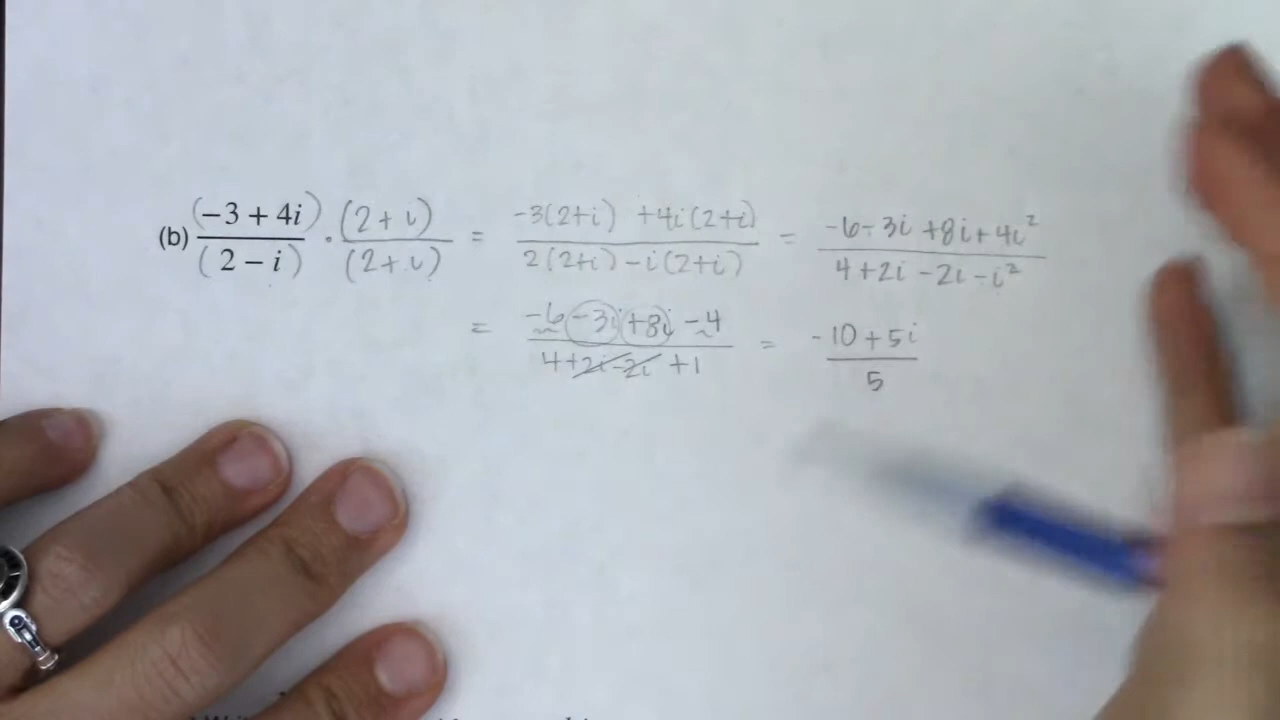 (b) (-3 + 4i)/(2 - i) · (2 + i)/(2 + i) = (-3(2+i) + 4i(2+i))/(2(2+i) - i(2+i)) = (-6 - 3i + 8i + 4i²)/(4 + 2i - 2i - i²)
= (-6 - 3i + 8i - 4)/(4 + 2i - 2i + 1) = (-10 + 5i)/5